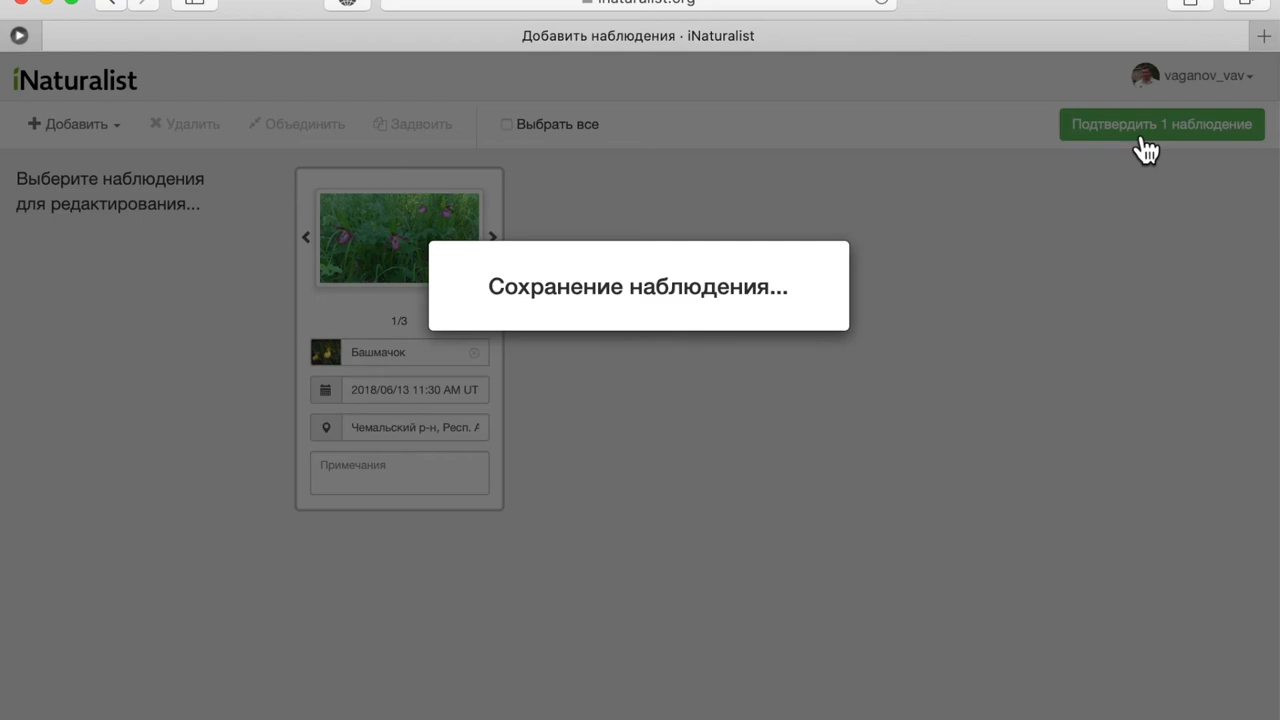 inaturalist.org
Добавить наблюдения · iNaturalist
iNaturalist
vaganov_vav
Добавить
Удалить
Объединить
Задвоить
Выбрать все
Подтвердить 1 наблюдение
Выберите наблюдения
для редактирования...
Сохранение наблюдения...
1/3
Башмачок
2018/06/13 11:30 AM UT
Чемальский р-н, Респ. А
Примечания